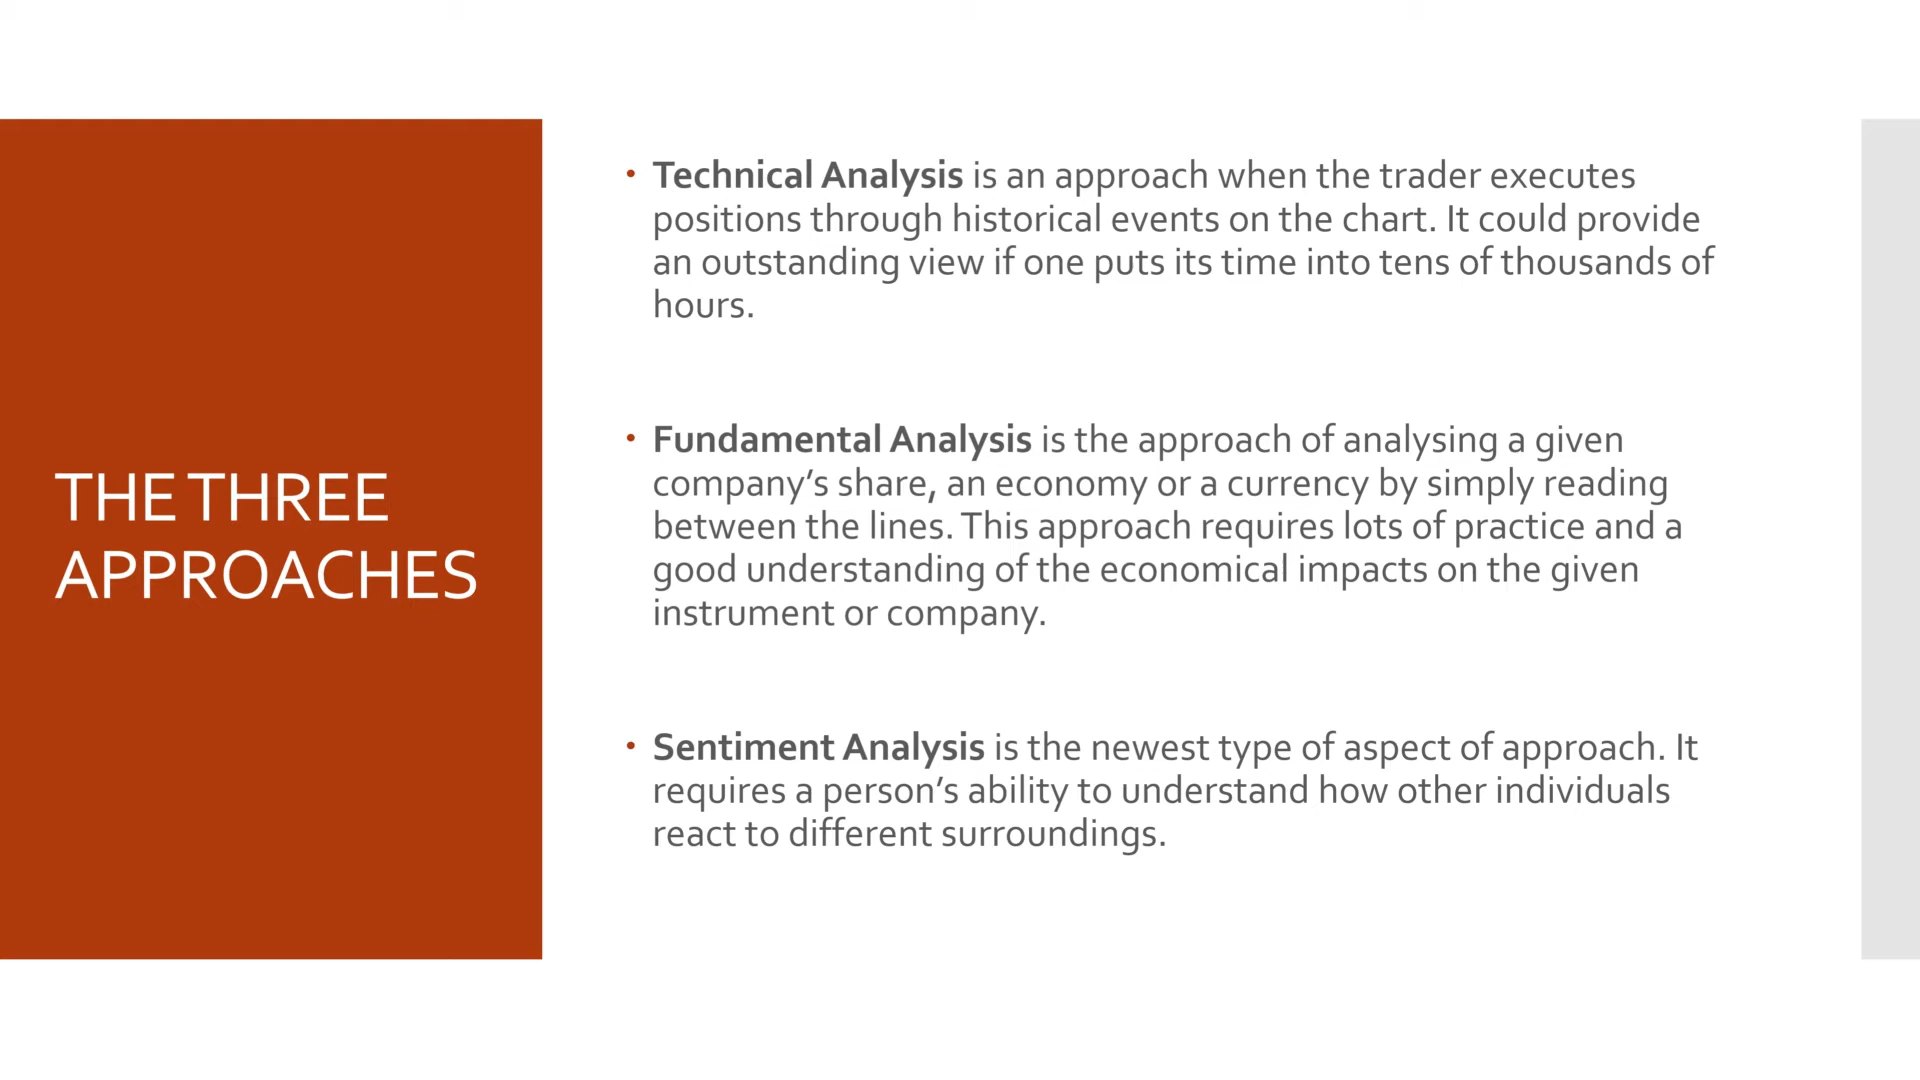 THE THREE
APPROACHES
• Technical Analysis is an approach when the trader executes
positions through historical events on the chart. It could provide
an outstanding view if one puts its time into tens of thousands of
hours.
• Fundamental Analysis is the approach of analysing a given
company’s share, an economy or a currency by simply reading
between the lines. This approach requires lots of practice and a
good understanding of the economical impacts on the given
instrument or company.
• Sentiment Analysis is the newest type of aspect of approach. It
requires a person’s ability to understand how other individuals
react to different surroundings.